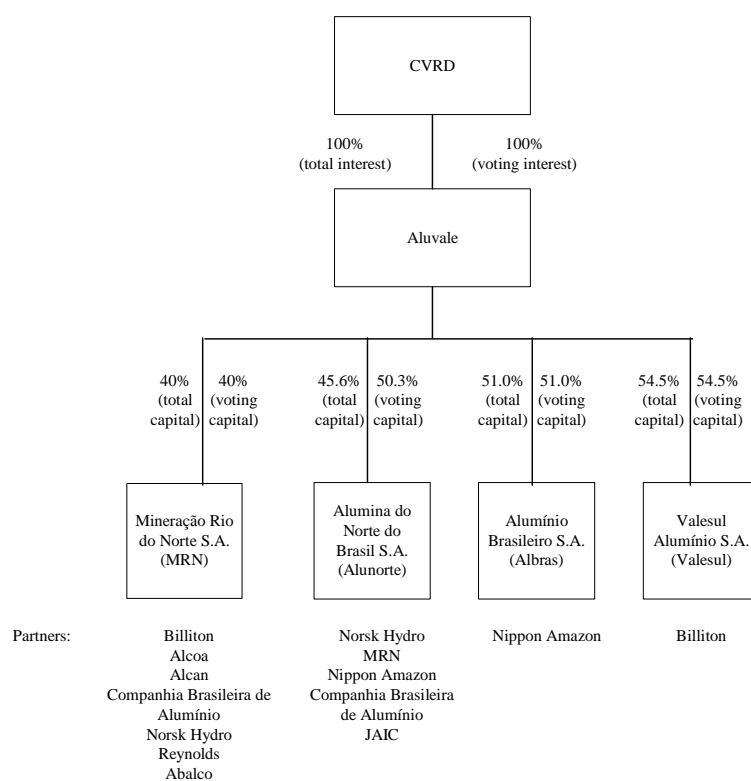 CVRD
100%
(total interest)
100%
(voting interest)
Aluvale
40%
(total
capital)
40%
(voting
capital)
45.6%
(total
capital)
50.3%
(voting
capital)
51.0%
(total
capital)
51.0%
(voting
capital)
54.5%
(total
capital)
54.5%
(voting
capital)
Mineração Rio
do Norte S.A.
(MRN)
Alumina do
Norte do
Brasil S.A.
(Alunorte)
Alumínio
Brasileiro S.A.
(Albras)
Valesul
Alumínio S.A.
(Valesul)
Partners:
Billiton
Alcoa
Alcan
Companhia Brasileira de
Alumínio
Norsk Hydro
Reynolds
Abalco
Norsk Hydro
MRN
Nippon Amazon
Companhia Brasileira
de Alumínio
JAIC
Nippon Amazon
Billiton